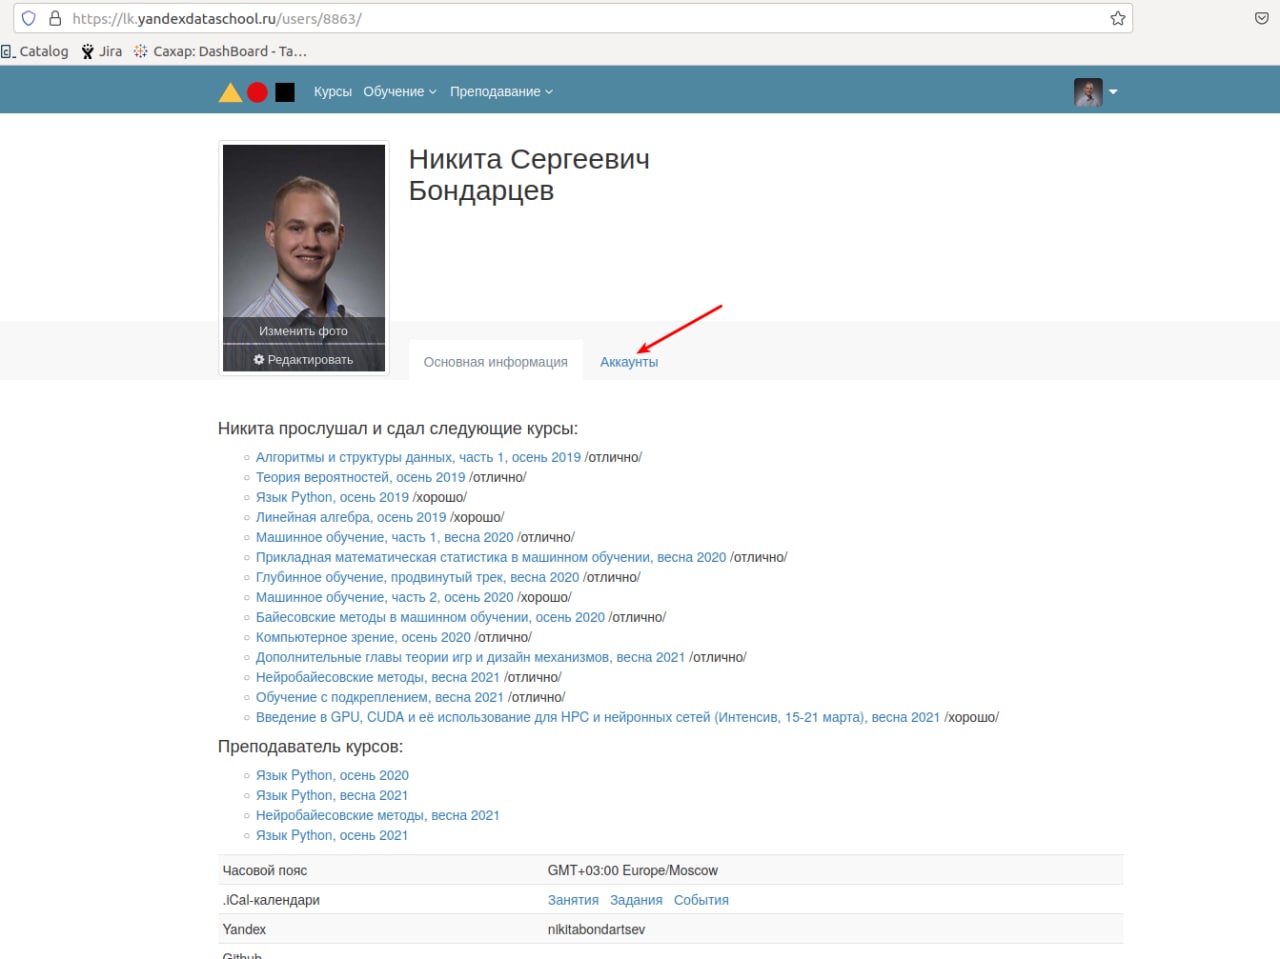 https://lk.yandexdataschool.ru/users/8863/
Catalog Jira Сахар: DashBoard - Ta...
Курсы Обучение Преподавание
Никита Сергеевич
Бондарцев
Изменить фото
Редактировать
Основная информация Аккаунты
Никита прослушал и сдал следующие курсы:
Алгоритмы и структуры данных, часть 1, осень 2019 /отлично/
Теория вероятностей, осень 2019 /отлично/
Язык Python, осень 2019 /хорошо/
Линейная алгебра, осень 2019 /хорошо/
Машинное обучение, часть 1, весна 2020 /отлично/
Прикладная математическая статистика в машинном обучении, весна 2020 /отлично/
Глубинное обучение, продвинутый трек, весна 2020 /отлично/
Машинное обучение, часть 2, осень 2020 /хорошо/
Байесовские методы в машинном обучении, осень 2020 /отлично/
Компьютерное зрение, осень 2020 /отлично/
Дополнительные главы теории игр и дизайн механизмов, весна 2021 /отлично/
Нейробайесовские методы, весна 2021 /отлично/
Обучение с подкреплением, весна 2021 /отлично/
Введение в GPU, CUDA и её использование для HPC и нейронных сетей (Интенсив, 15-21 марта), весна 2021 /хорошо/
Преподаватель курсов:
Язык Python, осень 2020
Язык Python, весна 2021
Нейробайесовские методы, весна 2021
Язык Python, осень 2021
Часовой пояс GMT+03:00 Europe/Moscow
.iCal-календари Занятия Задания События
Yandex nikitabondartsev
Github